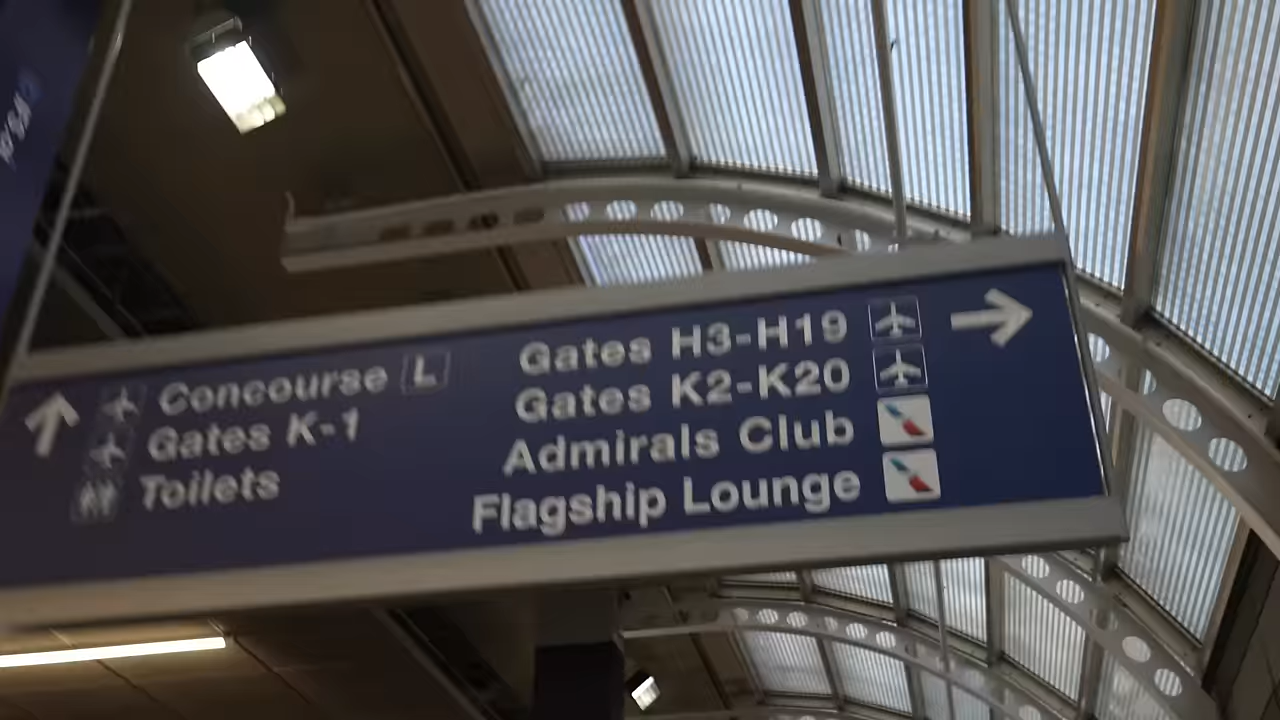 Concourse L
Gates K-1
Toilets
Gates H3-H19
Gates K2-K20
Admirals Club
Flagship Lounge